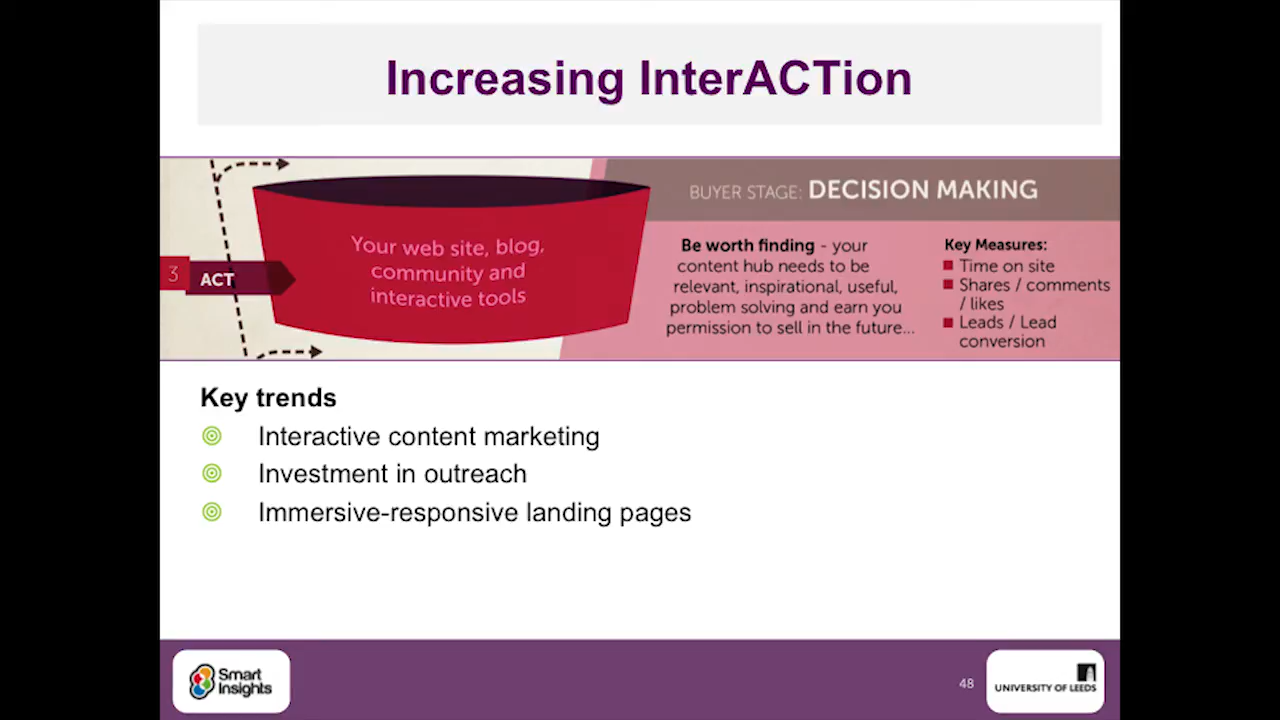 Increasing InterACTion
BUYER STAGE: DECISION MAKING
3
ACT
Your web site, blog,
community and
interactive tools
Be worth finding - your
content hub needs to be
relevant, inspirational, useful,
problem solving and earn you
permission to sell in the future...
Key Measures:
Time on site
Shares / comments
/ likes
Leads / Lead
conversion
Key trends
Interactive content marketing
Investment in outreach
Immersive-responsive landing pages
Smart
Insights
48
UNIVERSITY OF LEEDS